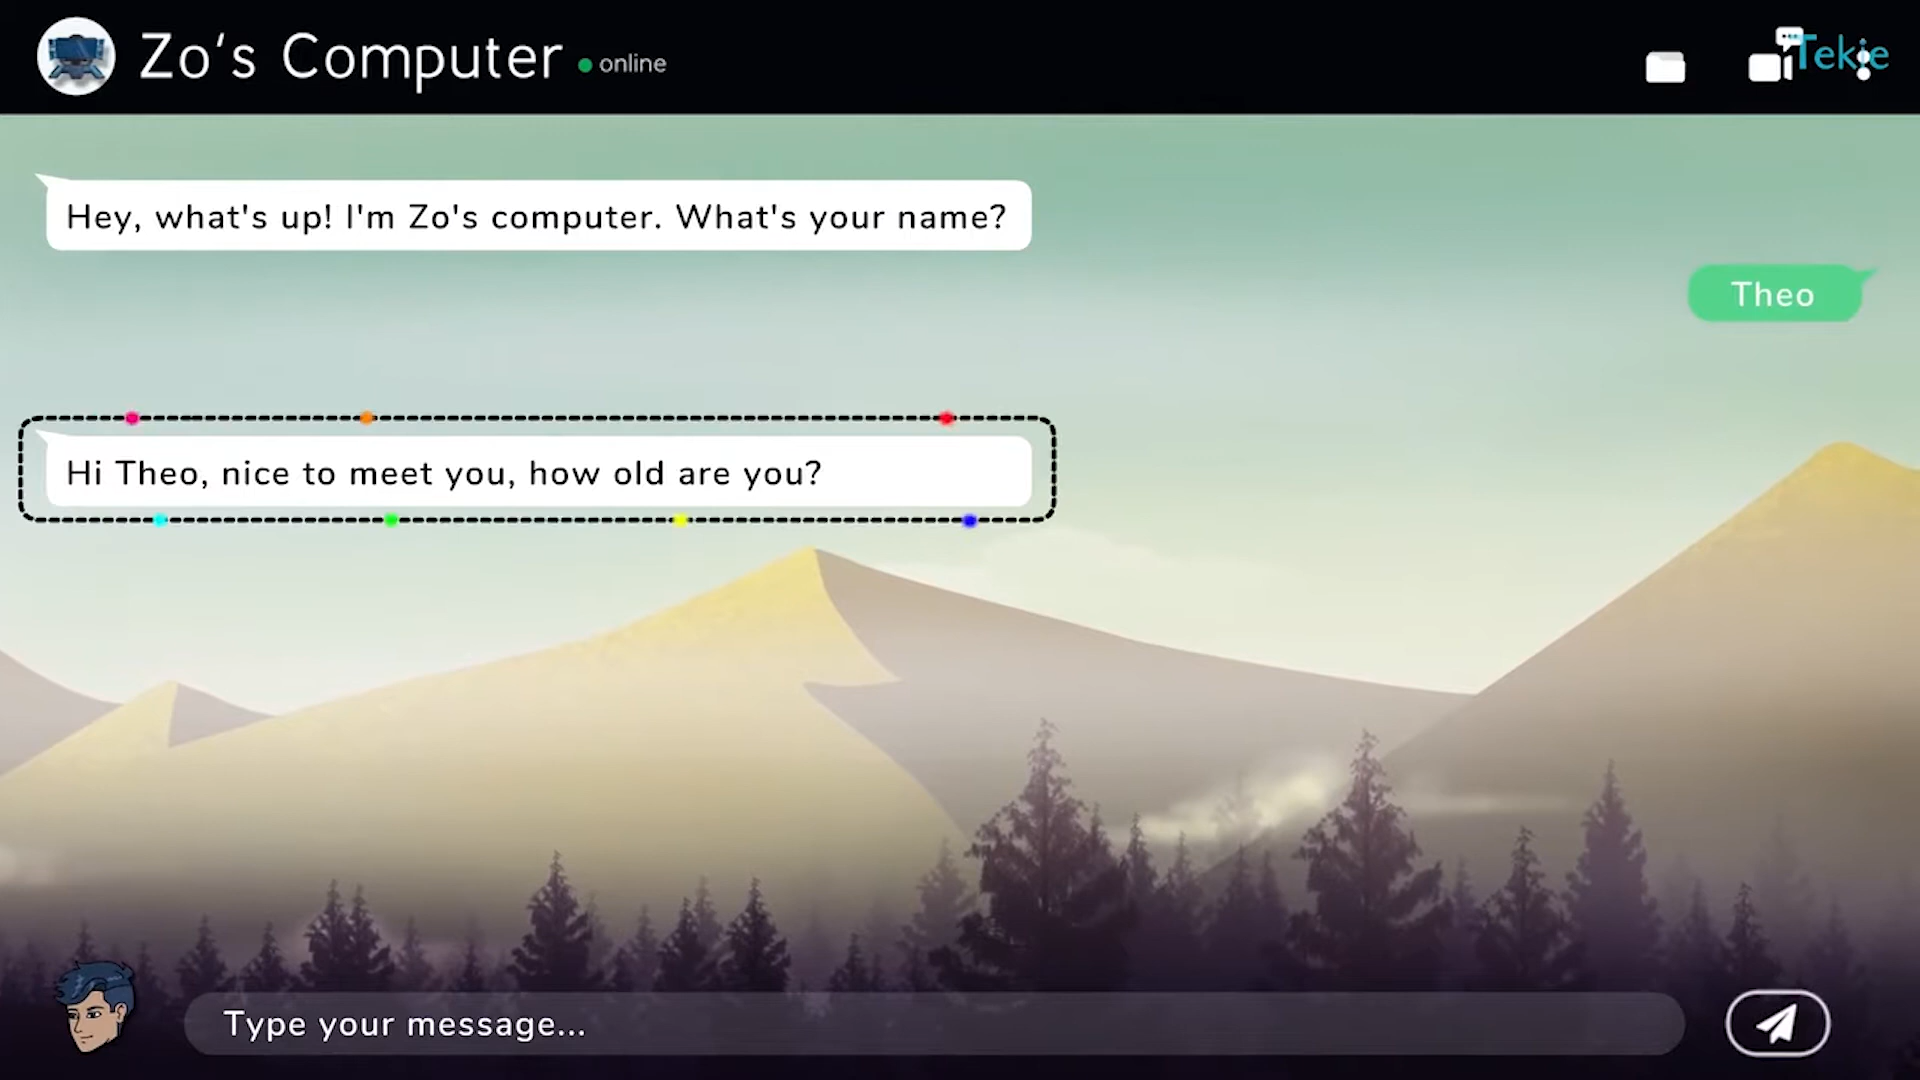 Zo‘s Computer online
Tekie
Hey, what's up! I'm Zo's computer. What's your name?
Theo
Hi Theo, nice to meet you, how old are you?
Type your message...